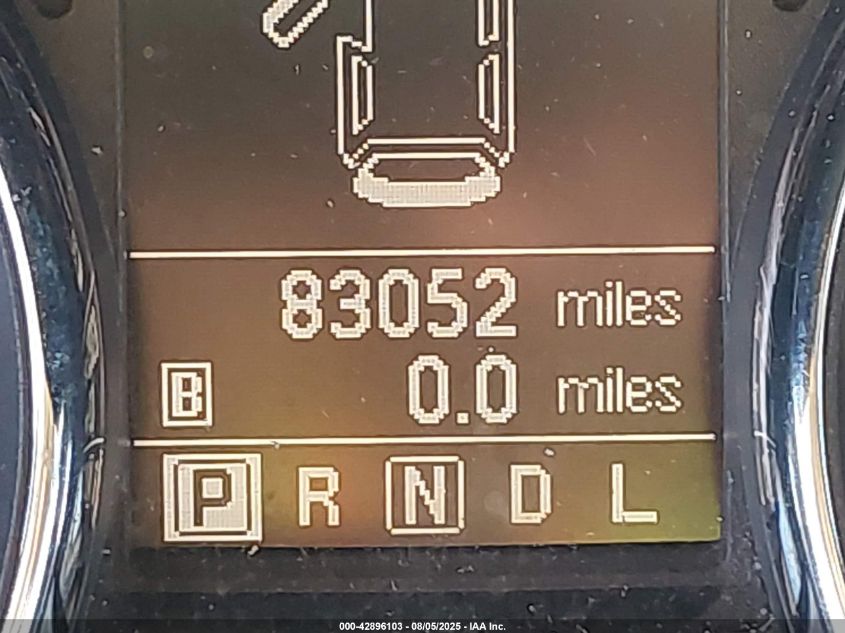 83052 miles
B 0.0 miles
P R N D L
000-42896103 - 08/05/2025 - IAA Inc.